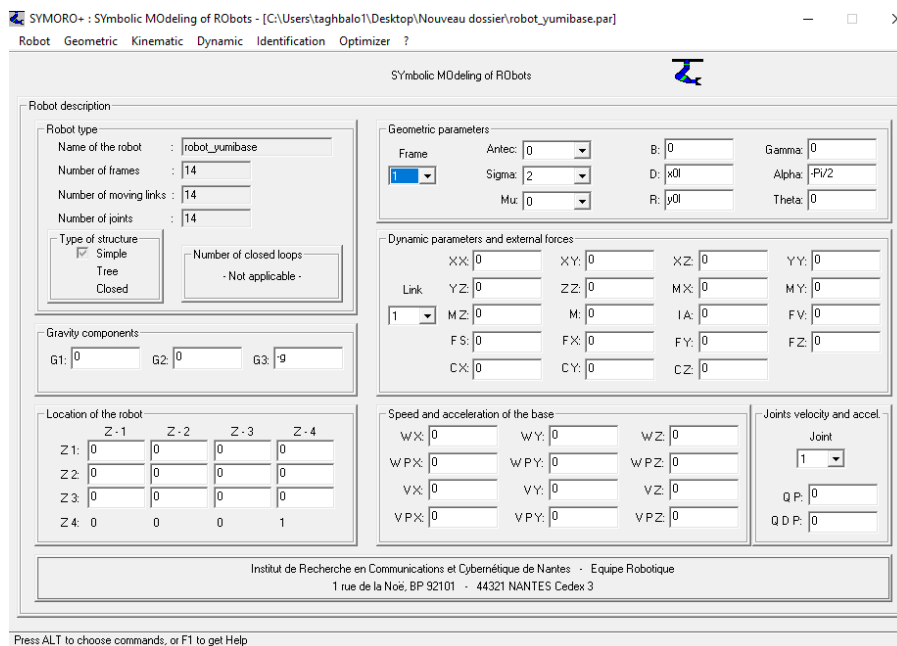 SYMORO+ : SYmbolic MOdeling of RObots - [C:\Users\taghbalo1\Desktop\Nouveau dossier\robot_yumibase.par]
Robot Geometric Kinematic Dynamic Identification Optimizer ?
SYmbolic MOdeling of RObots
Robot description
Robot type
Name of the robot : robot_yumibase
Number of frames : 14
Number of moving links : 14
Number of joints : 14
Type of structure
Simple
Tree
Closed
Number of closed loops
- Not applicable -
Geometric parameters
Frame
1
Antec: 0 B: 0 Gamma: 0
Sigma: 2 D: x0l Alpha: -Pi/2
Mu: 0 R: y0l Theta: 0
Gravity components
G1: 0 G2: 0 G3: -g
Dynamic parameters and external forces
Link
1
XX: 0 XY: 0 XZ: 0 YY: 0
YZ: 0 ZZ: 0 MX: 0 MY: 0
MZ: 0 M: 0 IA: 0 FV: 0
FS: 0 FX: 0 FY: 0 FZ: 0
CX: 0 CY: 0 CZ: 0
Location of the robot
Z - 1 Z - 2 Z - 3 Z - 4
Z 1: 0 0 0 0
Z 2: 0 0 0 0
Z 3: 0 0 0 0
Z 4: 0 0 0 1
Speed and acceleration of the base
WX: 0 WY: 0 WZ: 0
WPX: 0 WPY: 0 WPZ: 0
VX: 0 VY: 0 VZ: 0
VPX: 0 VPY: 0 VPZ: 0
Joints velocity and accel.
Joint
1
QP: 0
QDP: 0
Institut de Recherche en Communications et Cybernétique de Nantes - Equipe Robotique
1 rue de la Noë, BP 92101 - 44321 NANTES Cedex 3
Press ALT to choose commands, or F1 to get Help